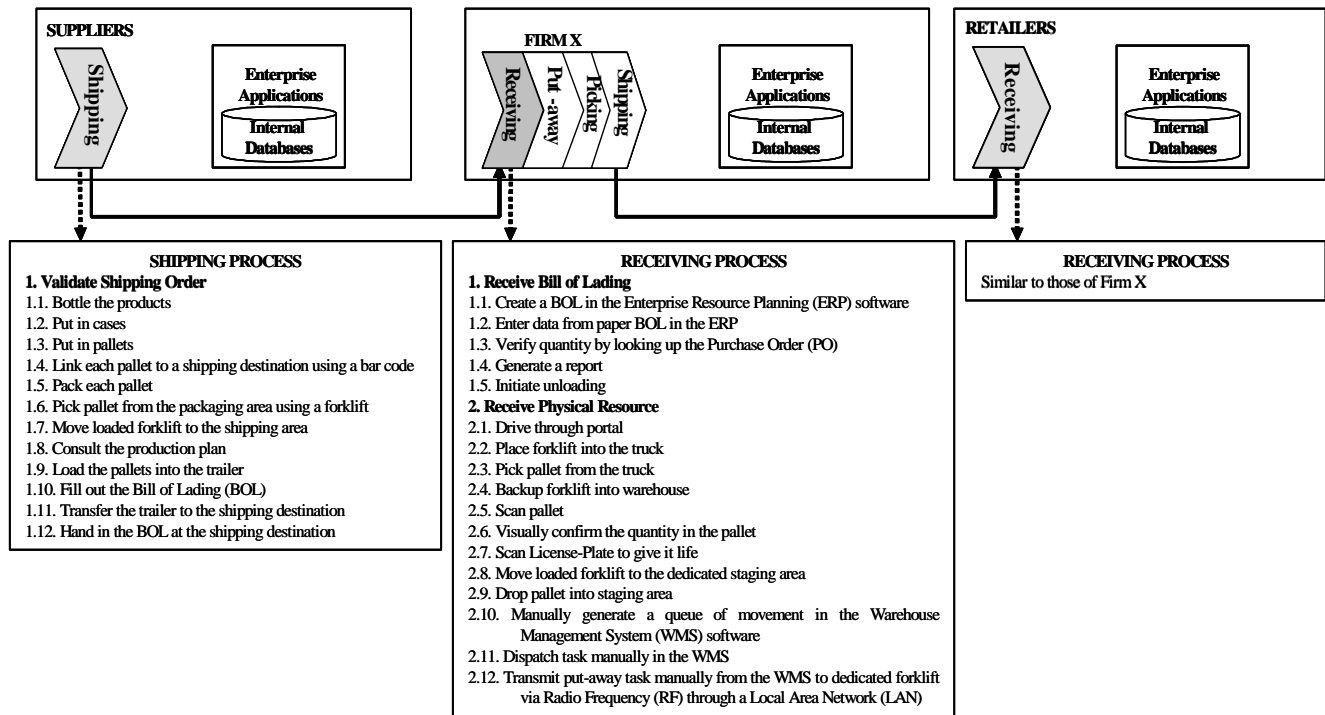 SUPPLIERS
Shipping
Enterprise
Applications
Internal
Databases
FIRM X
Receiving
Put -away
Picking
Shipping
Enterprise
Applications
Internal
Databases
RETAILERS
Receiving
Enterprise
Applications
Internal
Databases
SHIPPING PROCESS
1. Validate Shipping Order
1.1. Bottle the products
1.2. Put in cases
1.3. Put in pallets
1.4. Link each pallet to a shipping destination using a bar code
1.5. Pack each pallet
1.6. Pick pallet from the packaging area using a forklift
1.7. Move loaded forklift to the shipping area
1.8. Consult the production plan
1.9. Load the pallets into the trailer
1.10. Fill out the Bill of Lading (BOL)
1.11. Transfer the trailer to the shipping destination
1.12. Hand in the BOL at the shipping destination
RECEIVING PROCESS
1. Receive Bill of Lading
1.1. Create a BOL in the Enterprise Resource Planning (ERP) software
1.2. Enter data from paper BOL in the ERP
1.3. Verify quantity by looking up the Purchase Order (PO)
1.4. Generate a report
1.5. Initiate unloading
2. Receive Physical Resource
2.1. Drive through portal
2.2. Place forklift into the truck
2.3. Pick pallet from the truck
2.4. Backup forklift into warehouse
2.5. Scan pallet
2.6. Visually confirm the quantity in the pallet
2.7. Scan License-Plate to give it life
2.8. Move loaded forklift to the dedicated staging area
2.9. Drop pallet into staging area
2.10. Manually generate a queue of movement in the Warehouse
Management System (WMS) software
2.11. Dispatch task manually in the WMS
2.12. Transmit put-away task manually from the WMS to dedicated forklift
via Radio Frequency (RF) through a Local Area Network (LAN)
RECEIVING PROCESS
Similar to those of Firm X